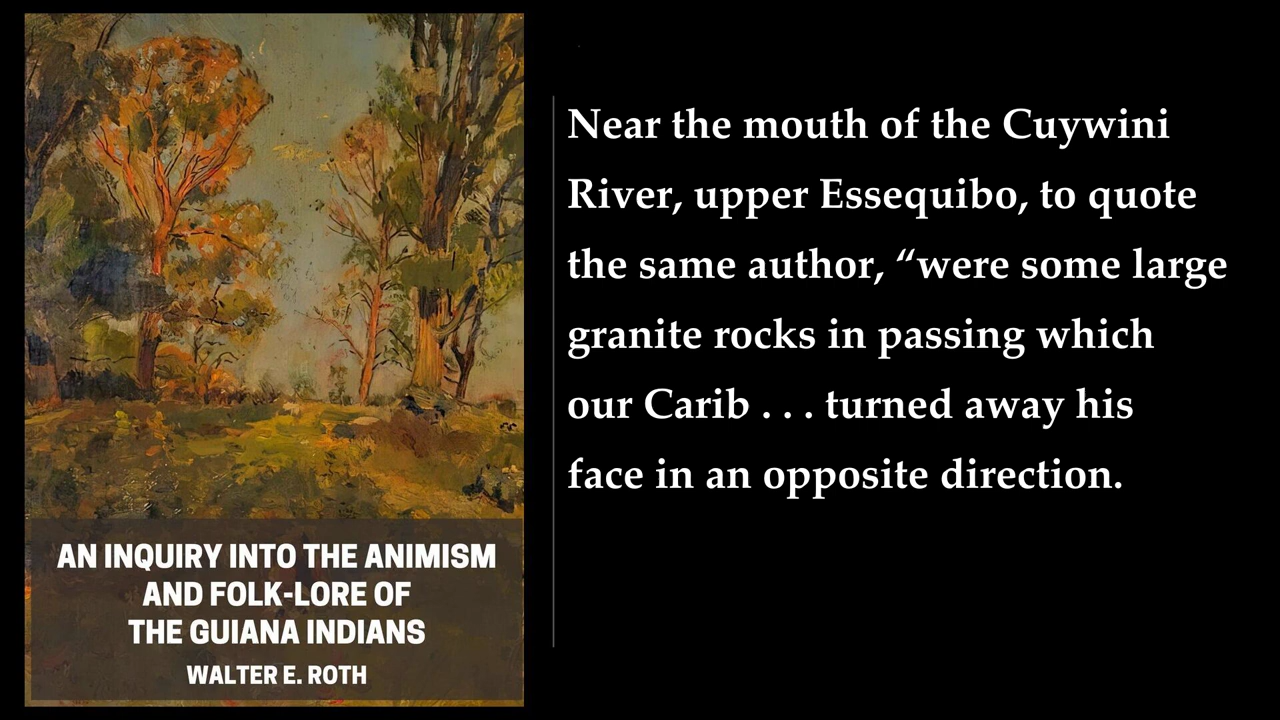 Near the mouth of the Cuywini
River, upper Essequibo, to quote
the same author, “were some large
granite rocks in passing which
our Carib . . . turned away his
face in an opposite direction.
AN INQUIRY INTO THE ANIMISM
AND FOLK-LORE OF
THE GUIANA INDIANS
WALTER E. ROTH